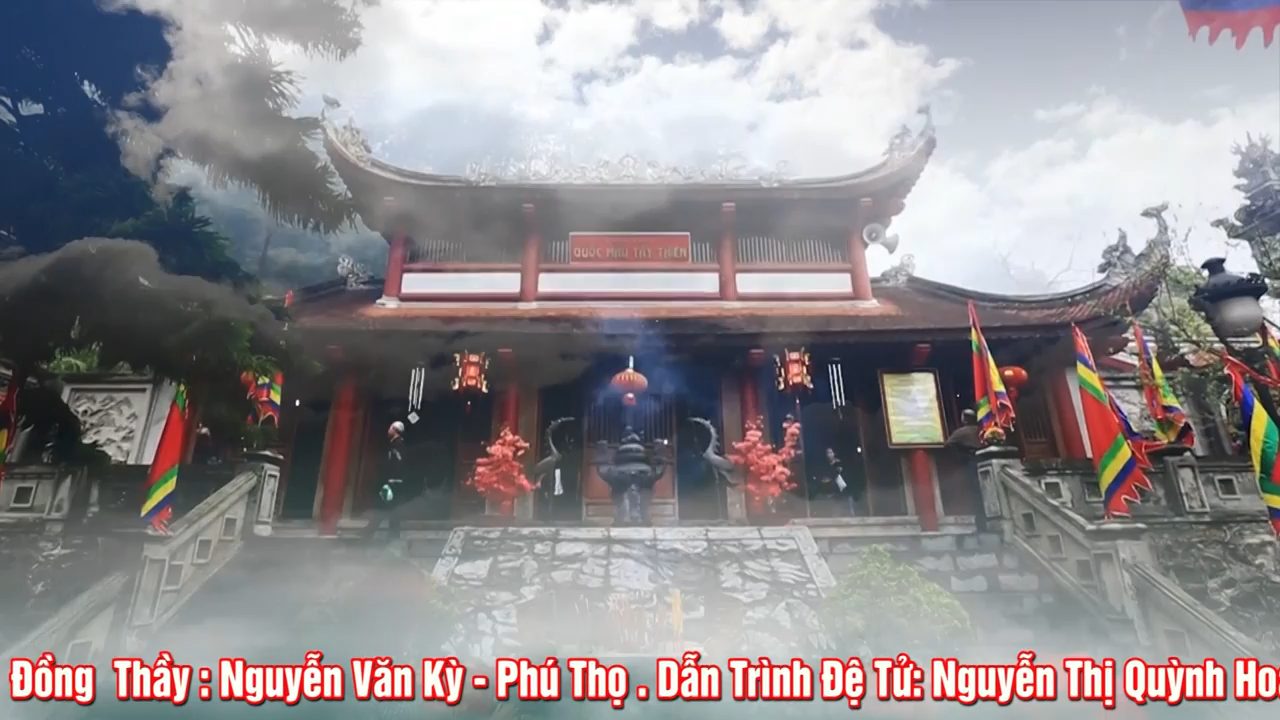 QUỐC MẪU TÂY THIÊN
Đồng Thầy : Nguyễn Văn Kỳ - Phú Thọ . Dẫn Trình Đệ Tử: Nguyễn Thị Quỳnh